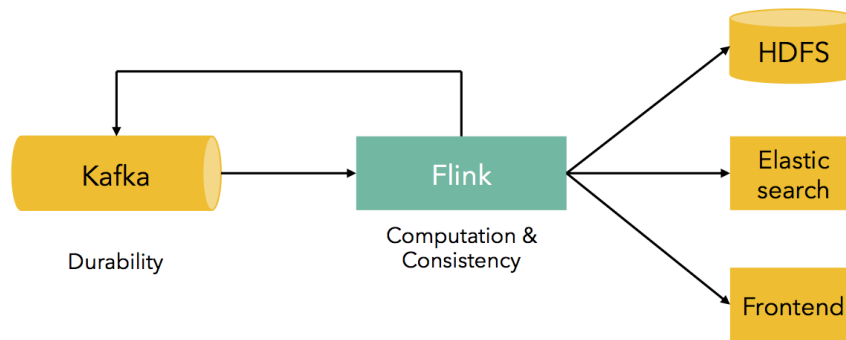 HDFS
Kafka
Flink
Elastic
search
Durability
Computation &
Consistency
Frontend